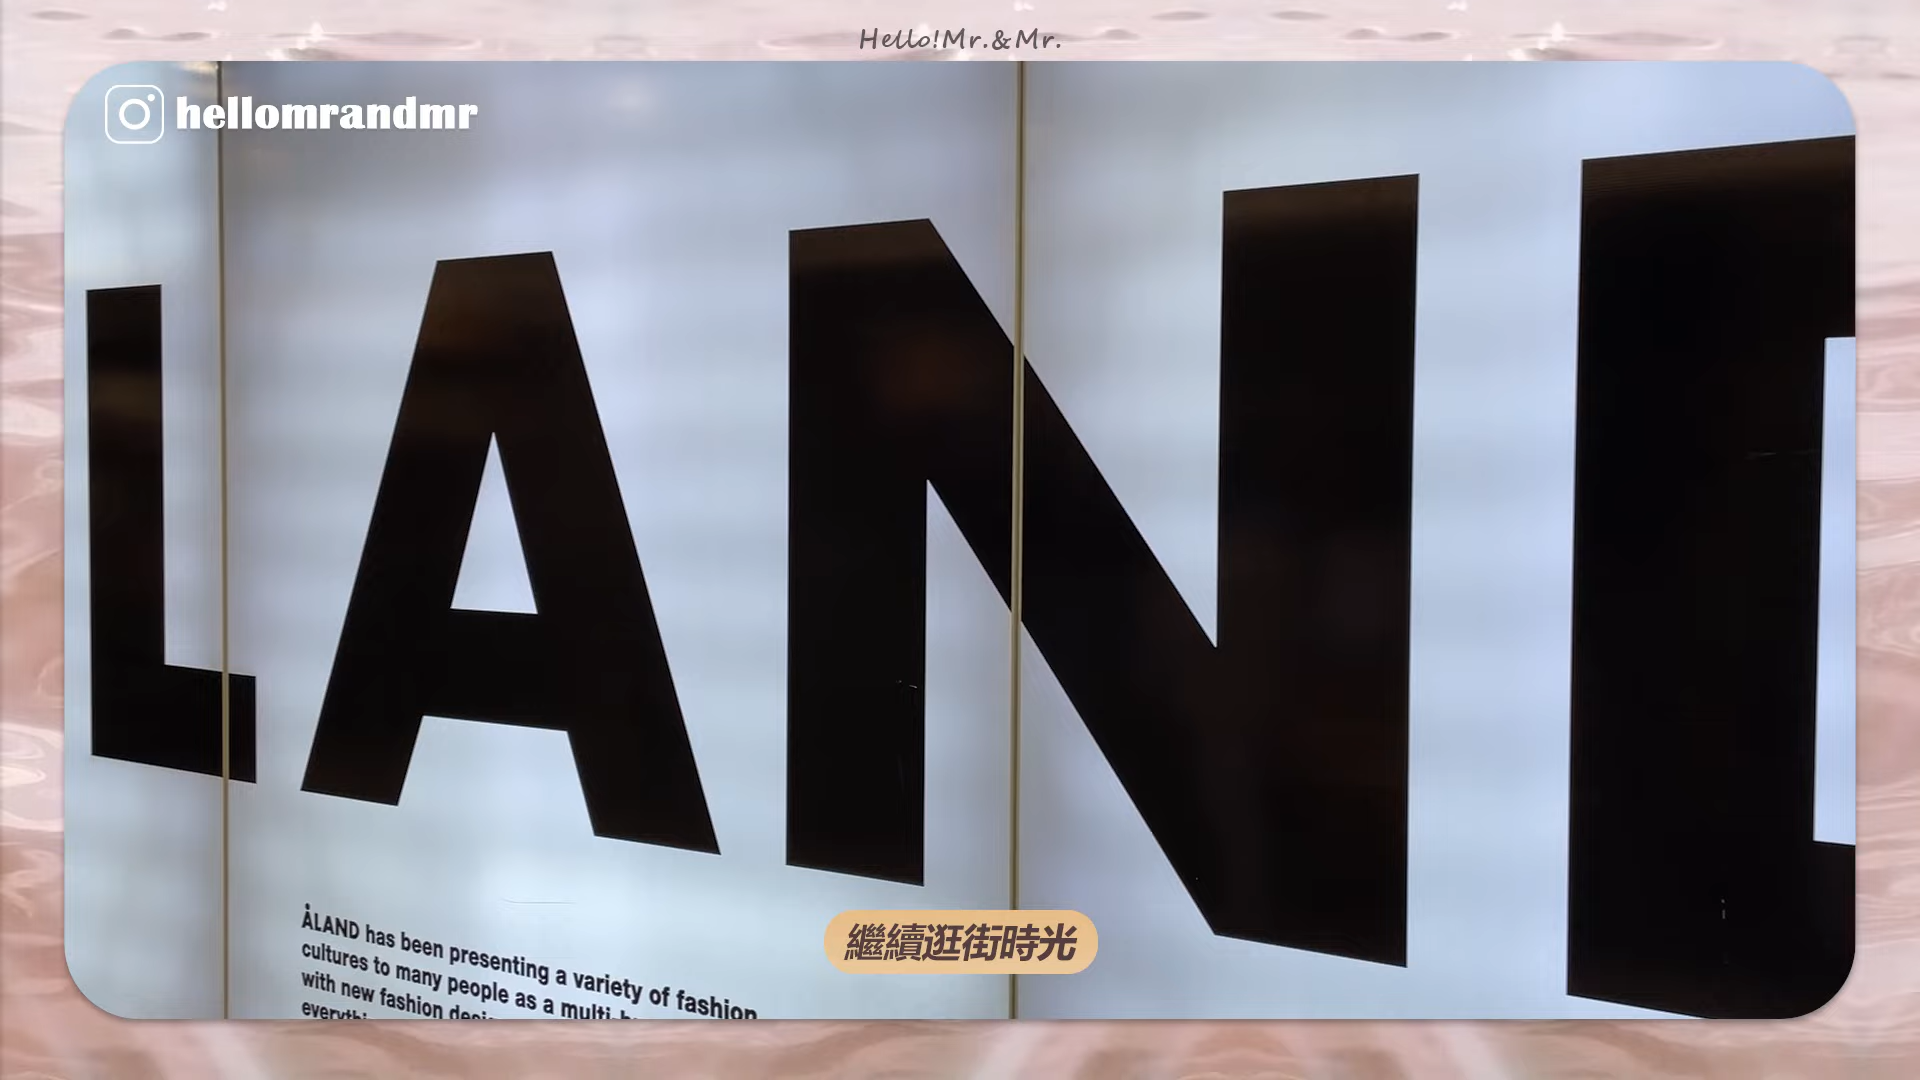 Hello!Mr.&Mr.
hellomrandmr
LAND
ÅLAND has been presenting a variety of fashion
cultures to many people as a
with new fashion
繼續逛街時光